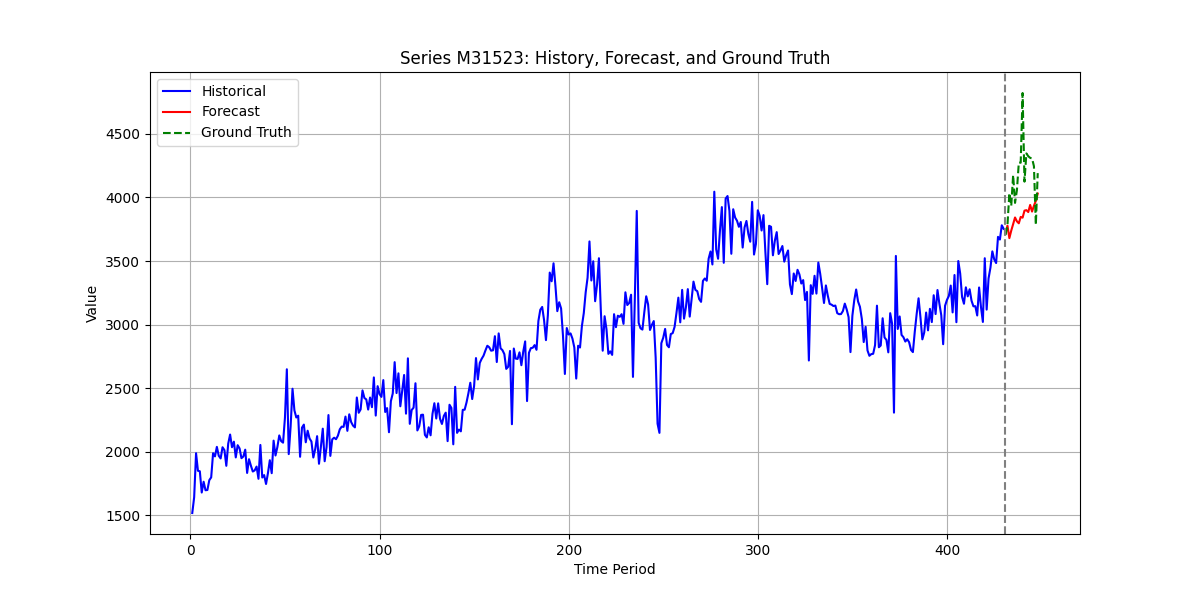 Series M31523: History, Forecast, and Ground Truth
Historical
Forecast
Ground Truth
4500
4000
3500
3000
2500
2000
1500
Value
0 100 200 300 400
Time Period